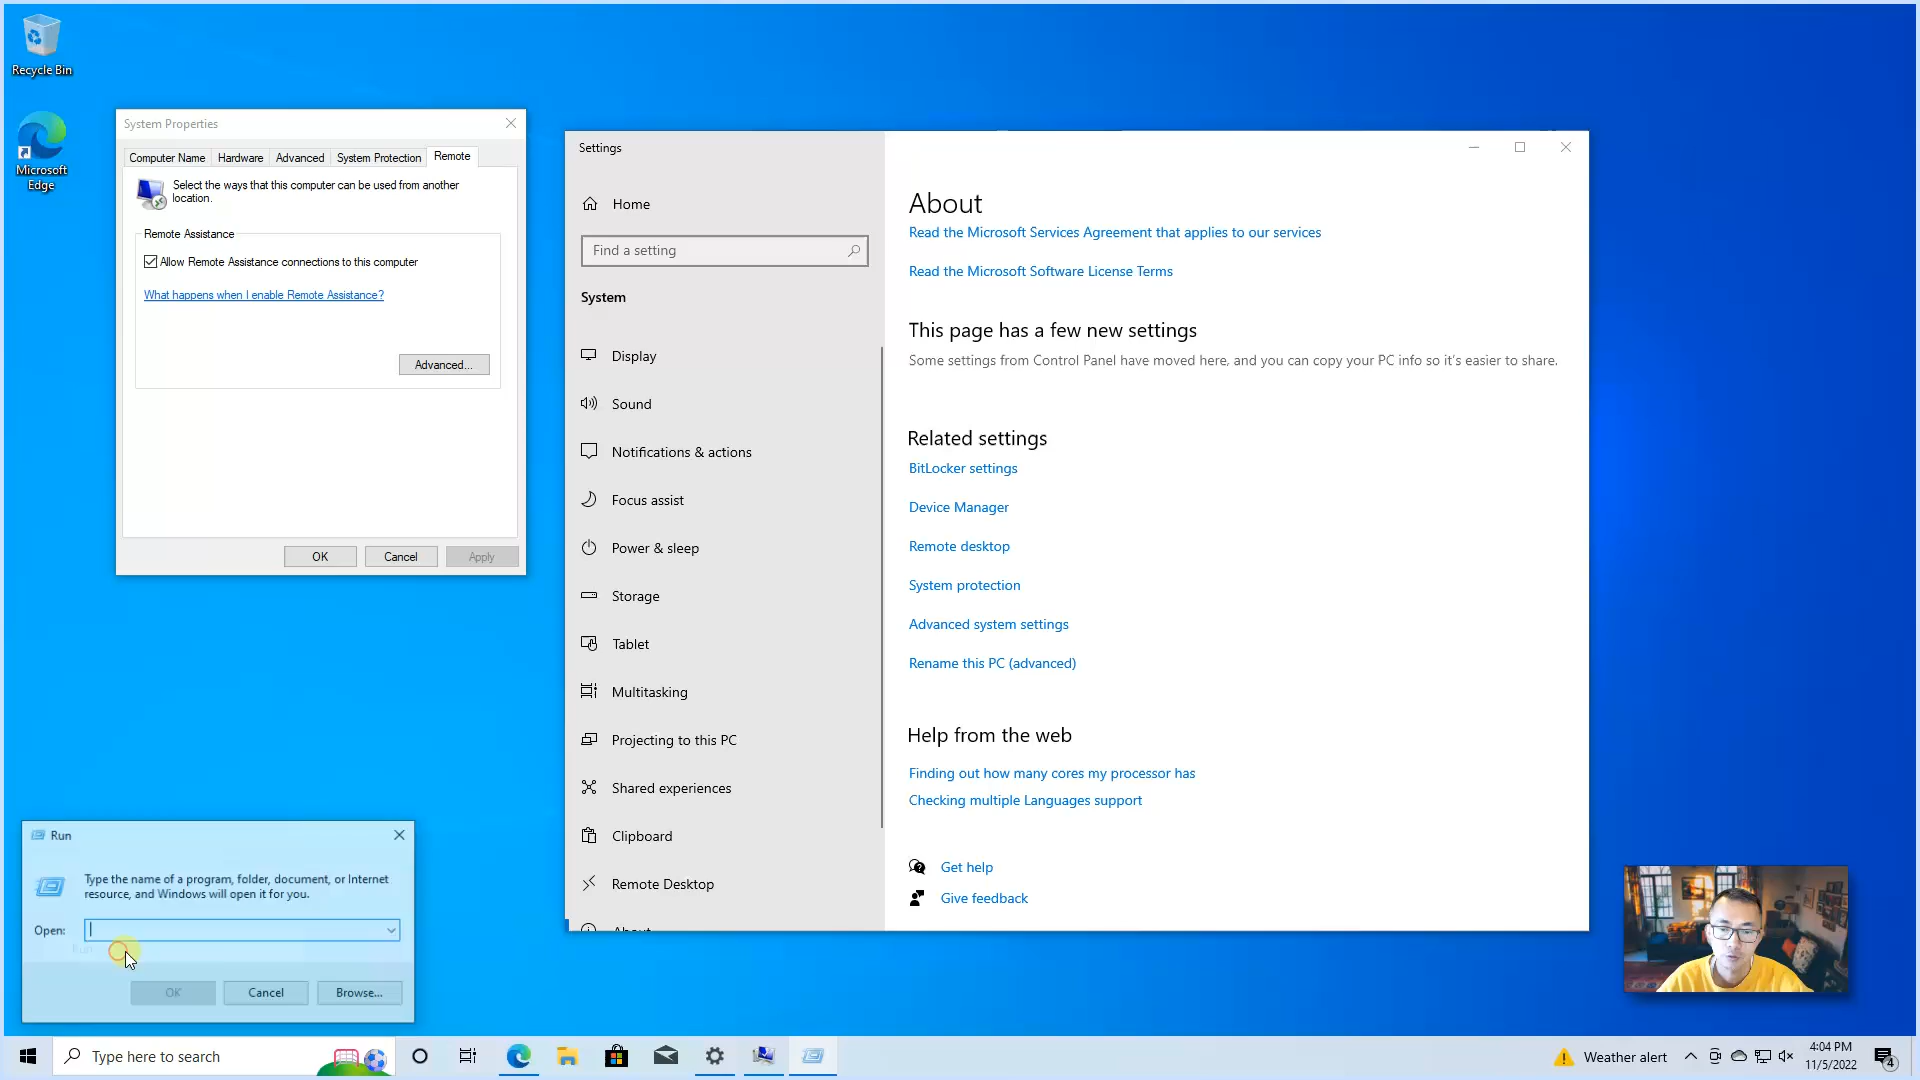 Recycle Bin
Microsoft
Edge
System Properties
Computer Name
Hardware
Advanced
System Protection
Remote
Select the ways that this computer can be used from another
location.
Remote Assistance
Allow Remote Assistance connections to this computer
What happens when I enable Remote Assistance?
Advanced...
OK
Cancel
Apply
Settings
Home
Find a setting
System
Display
Sound
Notifications & actions
Focus assist
Power & sleep
Storage
Tablet
Multitasking
Projecting to this PC
Shared experiences
Clipboard
Remote Desktop
About
About
Read the Microsoft Services Agreement that applies to our services
Read the Microsoft Software License Terms
This page has a few new settings
Some settings from Control Panel have moved here, and you can copy your PC info so it's easier to share.
Related settings
BitLocker settings
Device Manager
Remote desktop
System protection
Advanced system settings
Rename this PC (advanced)
Help from the web
Finding out how many cores my processor has
Checking multiple Languages support
Get help
Give feedback
Run
Type the name of a program, folder, document, or Internet
resource, and Windows will open it for you.
Open:
Run
OK
Cancel
Browse...
Type here to search
Weather alert
4:04 PM
11/5/2022
4